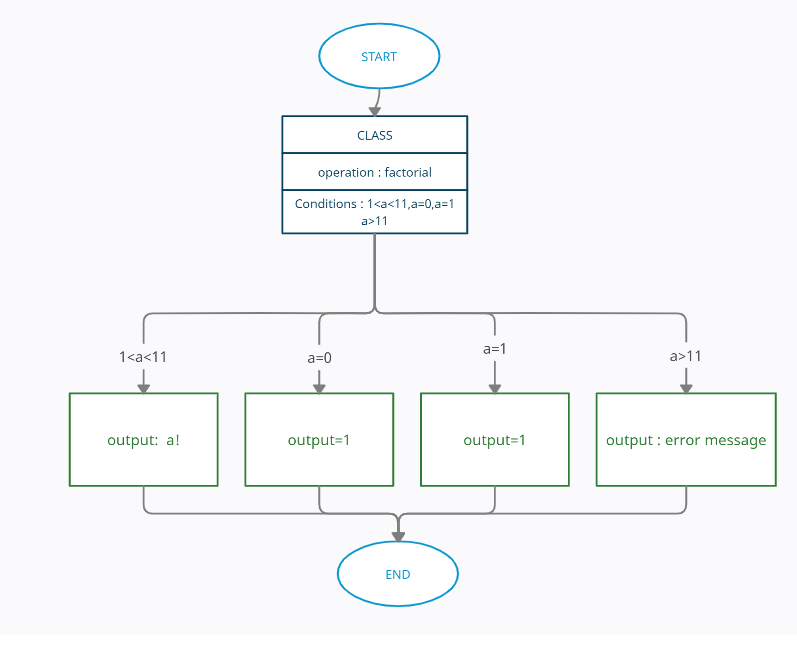 START
CLASS
operation : factorial
Conditions : 1<a<11,a=0,a=1
a>11
1<a<11
a=0
a=1
a>11
output:  a!
output=1
output=1
output : error message
END